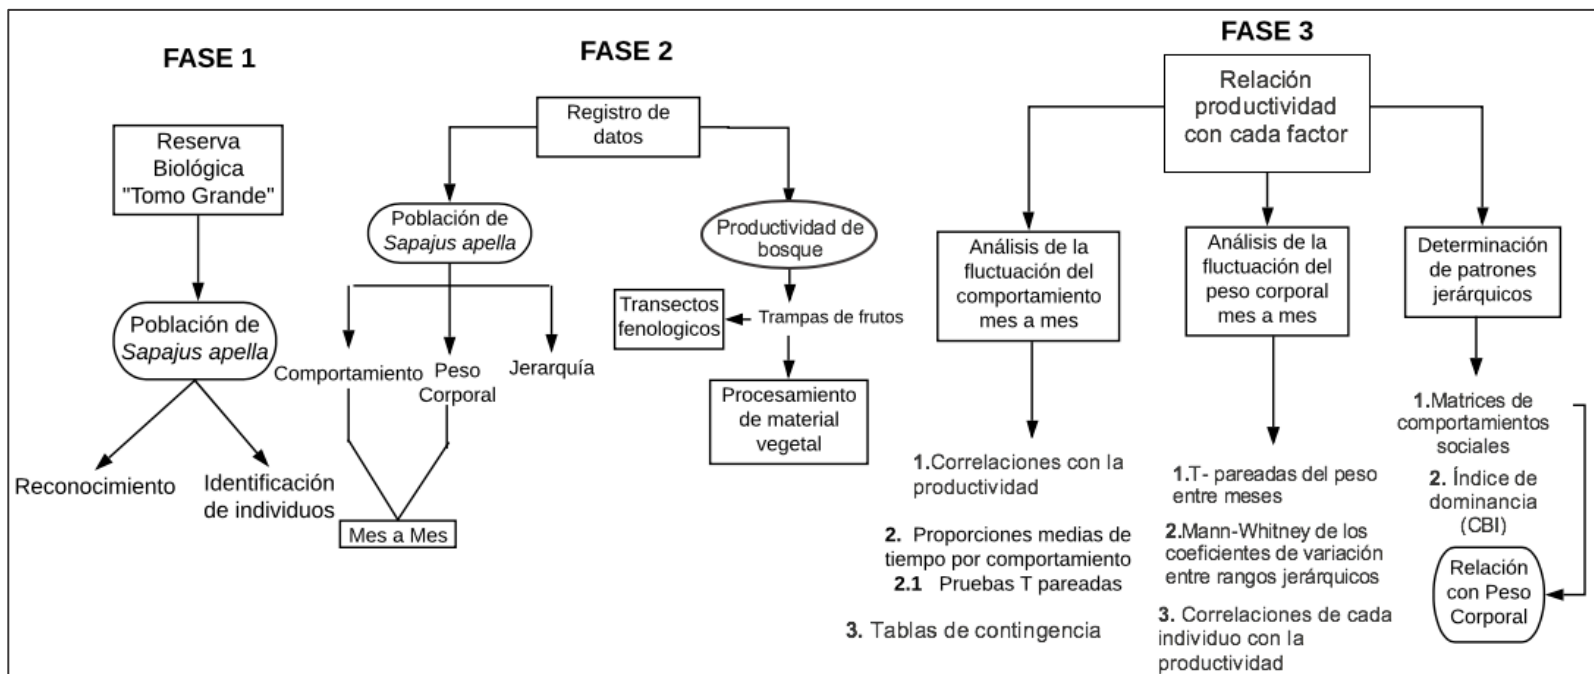 FASE 1
Reserva
Biológica
"Tomo Grande"
Población de
Sapajus apella
Reconocimiento
Identificación
de individuos
FASE 2
Registro de
datos
Población de
Sapajus apella
Comportamiento
Peso
Corporal
Jerarquía
Mes a Mes
Productividad de
bosque
Trampas de frutos
Transectos
fenologicos
Procesamiento
de material
vegetal
FASE 3
Relación
productividad
con cada factor
Análisis de la
fluctuación del
comportamiento
mes a mes
1.Correlaciones con la
productividad
2. Proporciones medias de
tiempo por comportamiento
2.1 Pruebas T pareadas
3. Tablas de contingencia
Análisis de la
fluctuación del
peso corporal
mes a mes
1.T- pareadas del peso
entre meses
2.Mann-Whitney de los
coeficientes de variación
entre rangos jerárquicos
3. Correlaciones de cada
individuo con la
productividad
Determinación
de patrones
jerárquicos
1.Matrices de
comportamientos
sociales
2. Índice de
dominancia
(CBI)
Relación
con Peso
Corporal